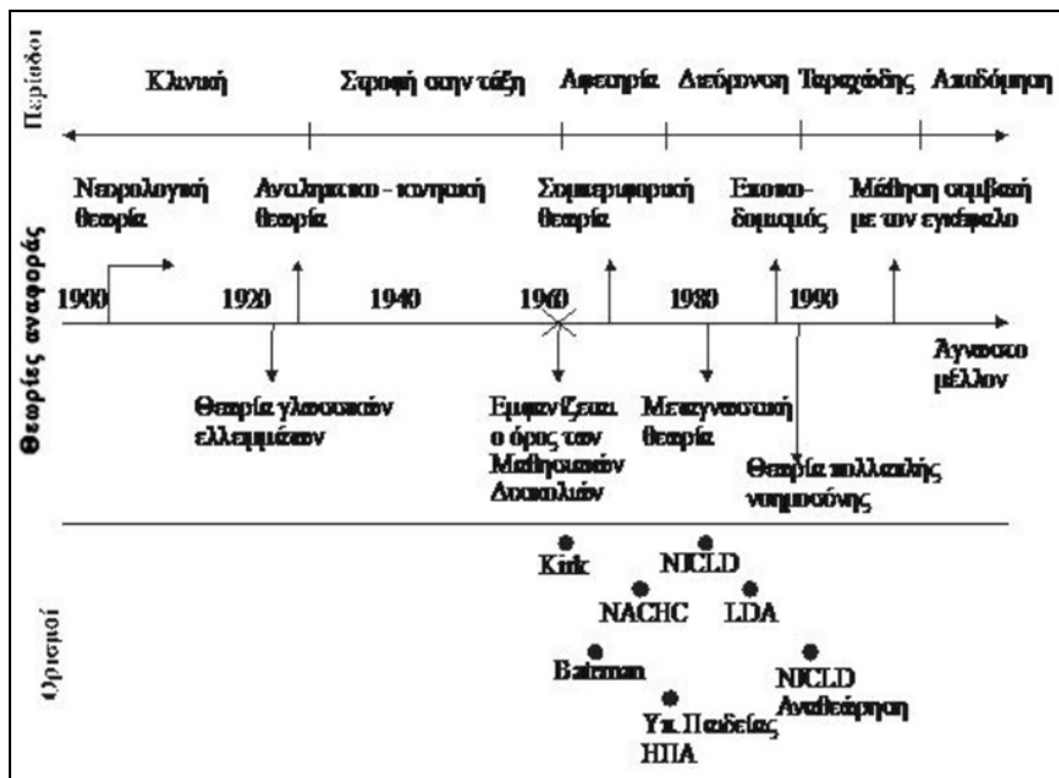 Περίοδοι
Κλινική
Στροφή στην τάξη
Αφετηρία
Διεύρυνση
Ταραχώδης
Αποδόμηση
Θεωρίες αναφοράς
Νευρολογική
θεωρία
Αντιληπτικο - κινητική
θεωρία
Συμπεριφορική
θεωρία
Εποικο-
δομισμός
Μάθηση συμβατή
με τον εγκέφαλο
1900
1920
1940
1960
1980
1990
Άγνωστο
μέλλον
Θεωρία γλωσσικών
ελλειμμάτων
Εμφανίζεται
ο όρος των
Μαθησιακών
Δυσκολιών
Μεταγνωστική
θεωρία
Θεωρία πολλαπλής
νοημοσύνης
Ορισμοί
Kirk
NJCLD
NACHC
LDA
Bateman
NJCLD
Αναθεώρηση
Υπ. Παιδείας
ΗΠΑ